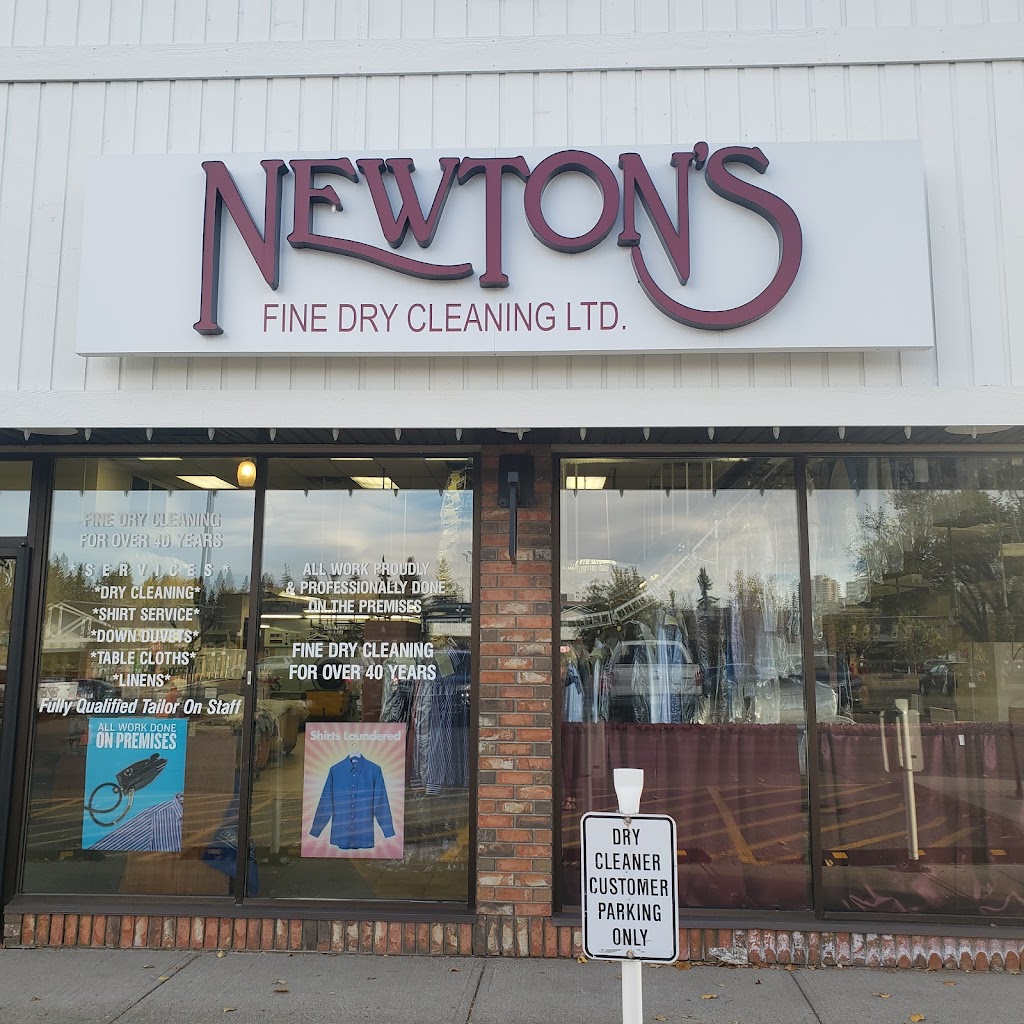 NEWTON'S
FINE DRY CLEANING LTD.
FINE DRY CLEANING
FOR OVER 40 YEARS
SERVICES*
*DRY CLEANING*
*SHIRT SERVICE*
*DOWN DUVETS*
*TABLE CLOTHS*
*LINENS*
Fully Qualified Tailor On Staff
ALL WORK DONE
ON PREMISES
ALL WORK PROUDLY
& PROFESSIONALLY DONE
ON THE PREMISES
FINE DRY CLEANING
FOR OVER 40 YEARS
Shirts Laundered
DRY
CLEANER
CUSTOMER
PARKING
ONLY